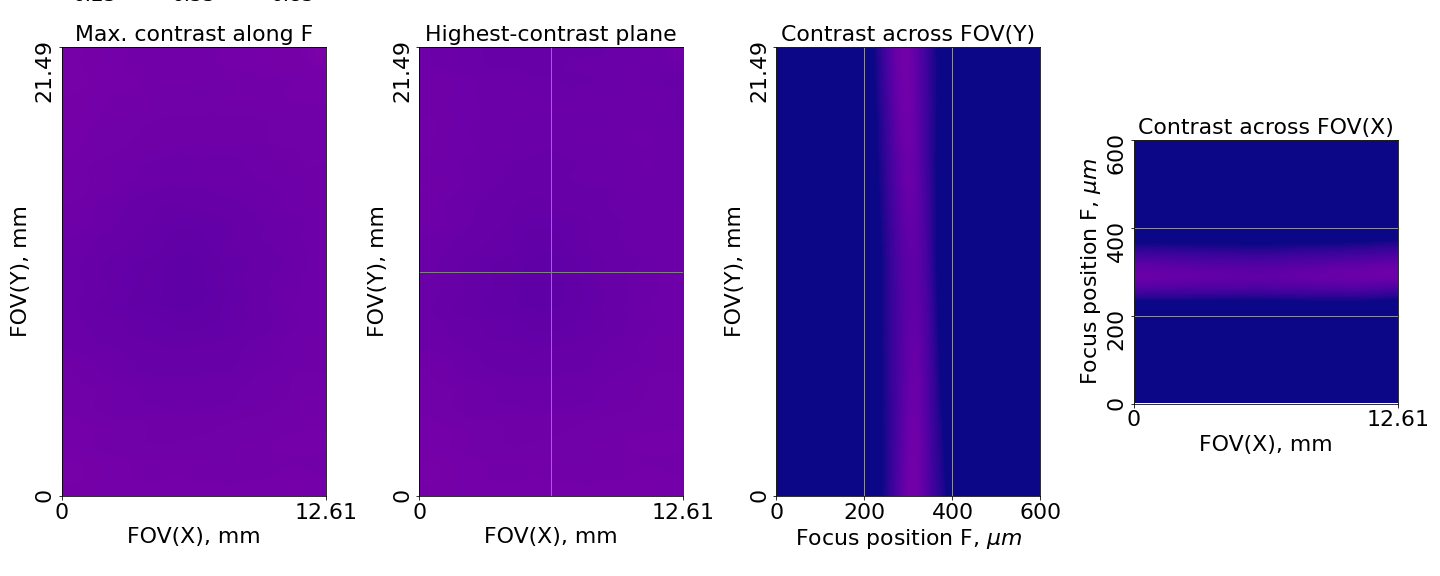 Max. contrast along F
21.49
FOV(Y), mm
0
0 12.61
FOV(X), mm
Highest-contrast plane
21.49
FOV(Y), mm
0
0 12.61
FOV(X), mm
Contrast across FOV(Y)
21.49
FOV(Y), mm
0
0 200 400 600
Focus position F, μm
Contrast across FOV(X)
600
400
200
0
Focus position F, μm
0 12.61
FOV(X), mm